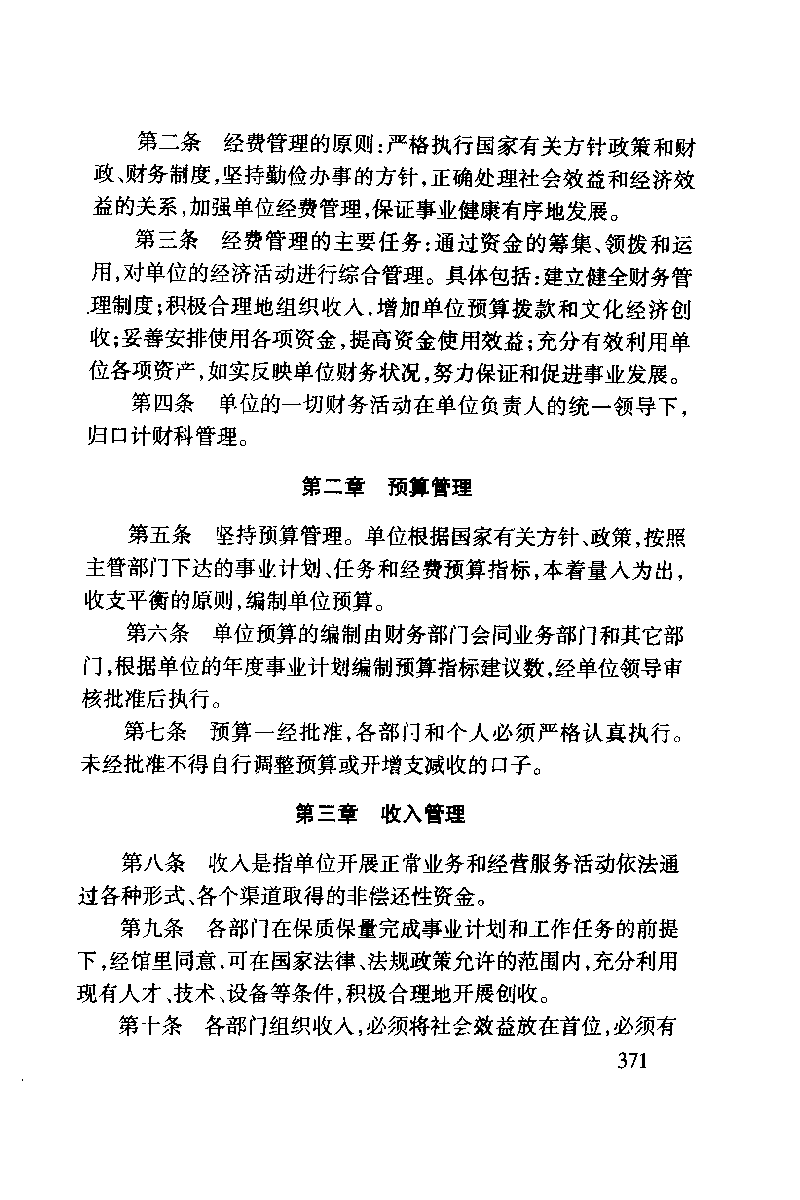 第二条　经费管理的原则:严格执行国家有关方针政策和财
政、财务制度,坚持勤俭办事的方针,正确处理社会效益和经济效
益的关系,加强单位经费管理,保证事业健康有序地发展。
第三条　经费管理的主要任务:通过资金的筹集、领拨和运
用,对单位的经济活动进行综合管理。具体包括:建立健全财务管
理制度;积极合理地组织收入,增加单位预算拨款和文化经济创
收;妥善安排使用各项资金,提高资金使用效益;充分有效利用单
位各项资产,如实反映单位财务状况,努力保证和促进事业发展。
第四条　单位的一切财务活动在单位负责人的统一领导下,
归口计财科管理。
第二章　预算管理
第五条　坚持预算管理。单位根据国家有关方针、政策,按照
主管部门下达的事业计划、任务和经费预算指标,本着量入为出,
收支平衡的原则,编制单位预算。
第六条　单位预算的编制由财务部门会同业务部门和其它部
门,根据单位的年度事业计划编制预算指标建议数,经单位领导审
核批准后执行。
第七条　预算一经批准,各部门和个人必须严格认真执行。
未经批准不得自行调整预算或开增支减收的口子。
第三章　收入管理
第八条　收入是指单位开展正常业务和经营服务活动依法通
过各种形式、各个渠道取得的非偿还性资金。
第九条　各部门在保质保量完成事业计划和工作任务的前提
下,经馆里同意,可在国家法律、法规政策允许的范围内,充分利用
现有人才、技术、设备等条件,积极合理地开展创收。
第十条　各部门组织收入,必须将社会效益放在首位,必须有
371